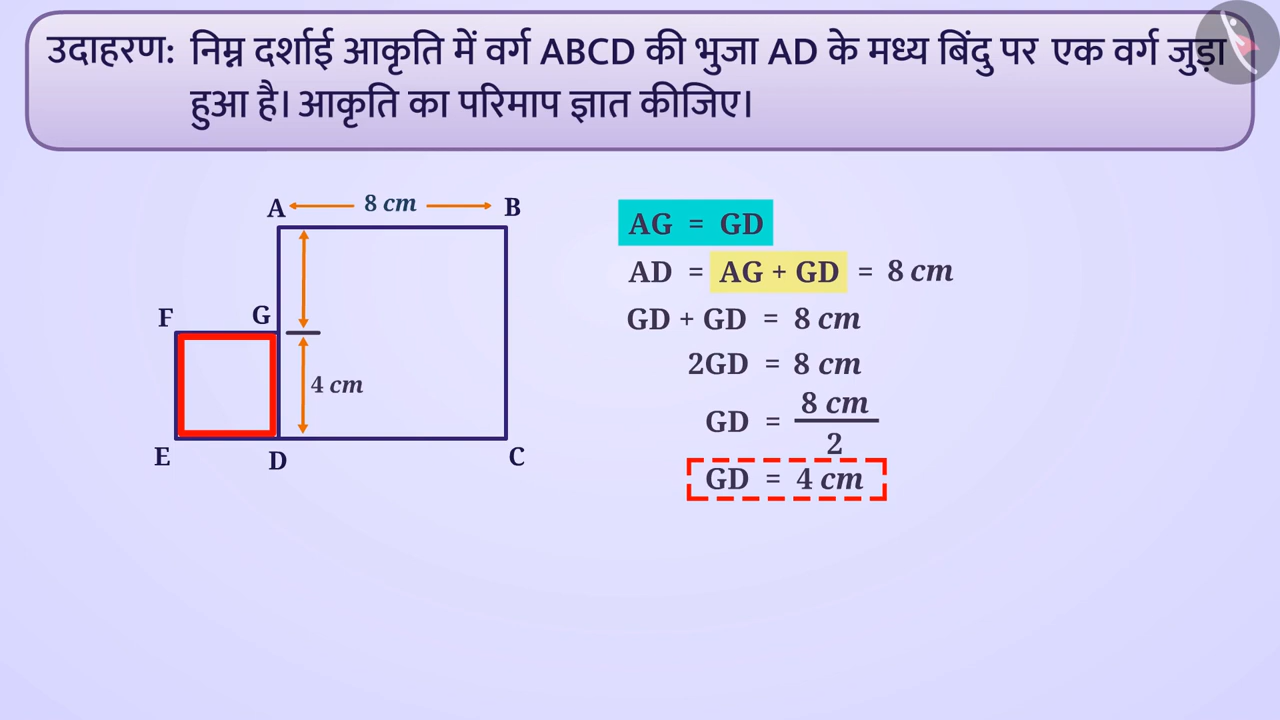 उदाहरण: निम्न दर्शाई आकृति में वर्ग ABCD की भुजा AD के मध्य बिंदु पर एक वर्ग जुड़ा
हुआ है। आकृति का परिमाप ज्ञात कीजिए।
A 8 cm B
F G
4 cm
E D C
AG = GD
AD = AG + GD = 8 cm
GD + GD = 8 cm
2GD = 8 cm
GD = 8 cm / 2
GD = 4 cm